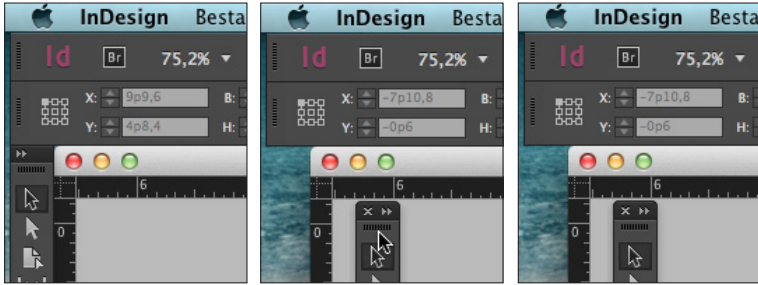 InDesign Besta
Id Br 75,2%
X: 9p9,6 B:
Y: 4p8,4 H:
6
0
InDesign Besta
Id Br 75,2%
X: -7p10,8 B:
Y: -0p6 H:
6
0
InDesign Besta
Id Br 75,2%
X: -7p10,8 B:
Y: -0p6 H:
6
0